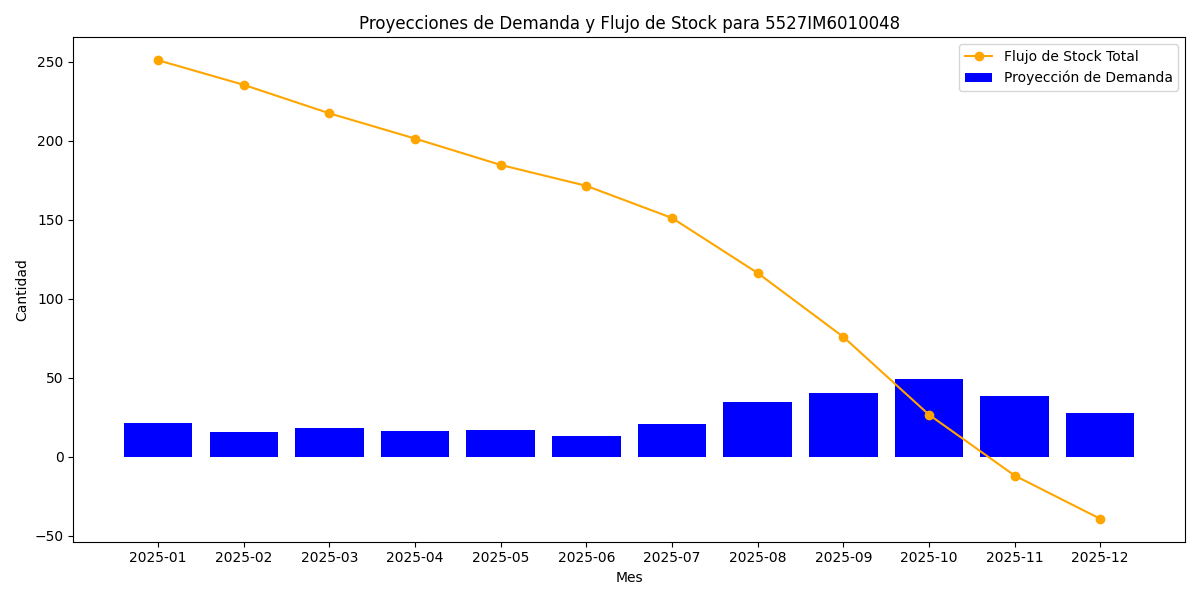 Proyecciones de Demanda y Flujo de Stock para 5527IM6010048
Flujo de Stock Total
Proyección de Demanda
Cantidad
250
200
150
100
50
0
−50
2025-01 2025-02 2025-03 2025-04 2025-05 2025-06 2025-07 2025-08 2025-09 2025-10 2025-11 2025-12
Mes